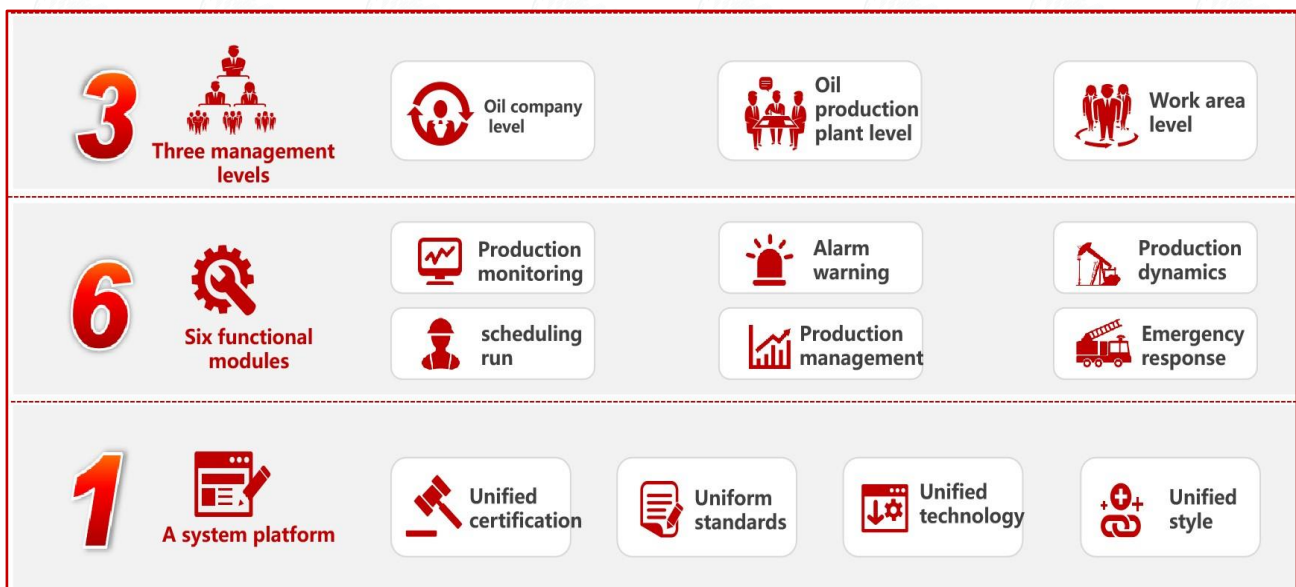 3
Three management
levels
Oil company
level
Oil
production
plant level
Work area
level
6
Six functional
modules
Production
monitoring
Alarm
warning
Production
dynamics
scheduling
run
Production
management
Emergency
response
1
A system platform
Unified
certification
Uniform
standards
Unified
technology
Unified
style